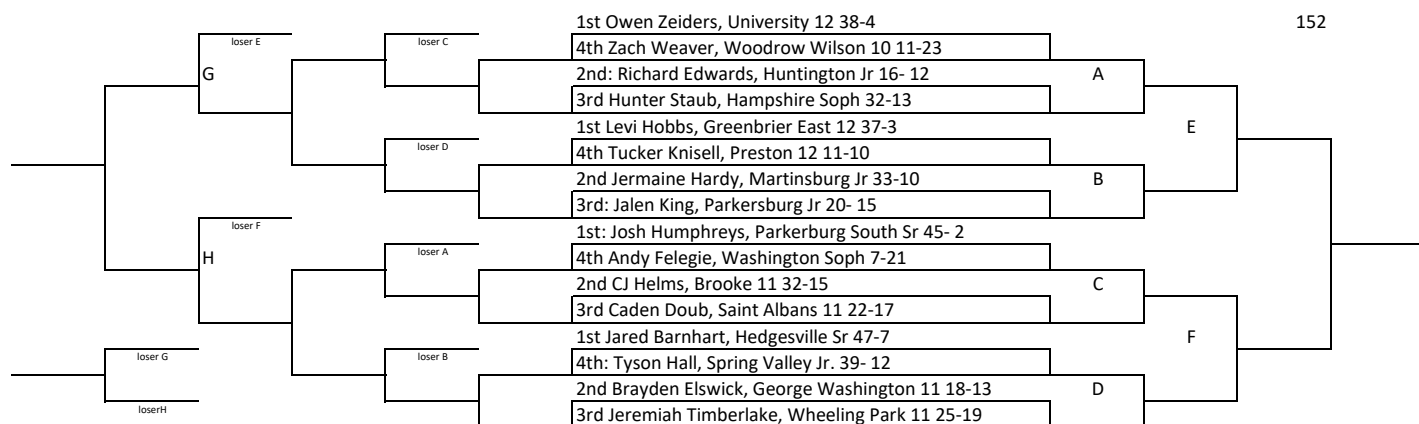 1st Owen Zeiders, University 12 38-4 152
loser E loser C 4th Zach Weaver, Woodrow Wilson 10 11-23
G 2nd: Richard Edwards, Huntington Jr 16- 12 A
3rd Hunter Staub, Hampshire Soph 32-13
1st Levi Hobbs, Greenbrier East 12 37-3 E
loser D 4th Tucker Knisell, Preston 12 11-10
2nd Jermaine Hardy, Martinsburg Jr 33-10 B
3rd: Jalen King, Parkersburg Jr 20- 15
loser F 1st: Josh Humphreys, Parkerburg South Sr 45- 2
H loser A 4th Andy Felegie, Washington Soph 7-21
2nd CJ Helms, Brooke 11 32-15 C
3rd Caden Doub, Saint Albans 11 22-17
1st Jared Barnhart, Hedgesville Sr 47-7 F
loser G loser B 4th: Tyson Hall, Spring Valley Jr. 39- 12
2nd Brayden Elswick, George Washington 11 18-13 D
loserH 3rd Jeremiah Timberlake, Wheeling Park 11 25-19